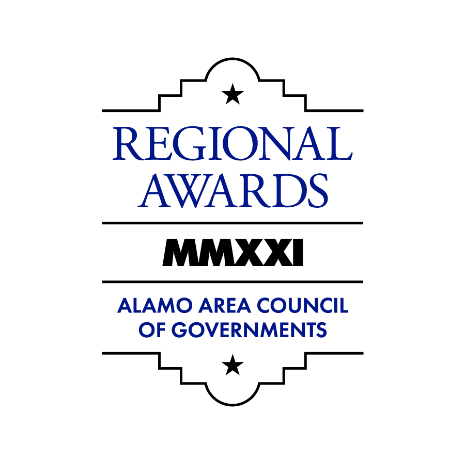 REGIONAL
AWARDS
MMXXI
ALAMO AREA COUNCIL
OF GOVERNMENTS